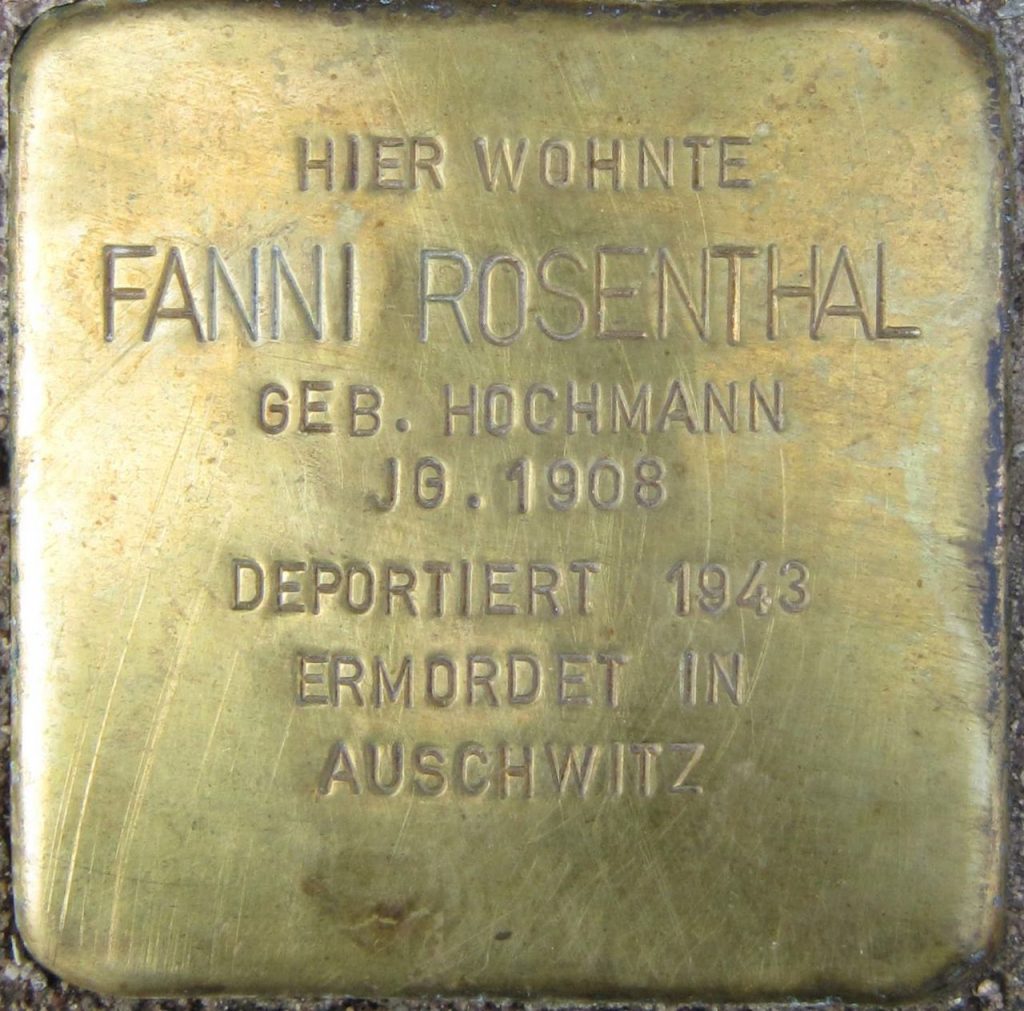 HIER WOHNTE
FANNI ROSENTHAL
GEB. HOCHMANN
JG. 1908
DEPORTIERT 1943
ERMORDET IN
AUSCHWITZ